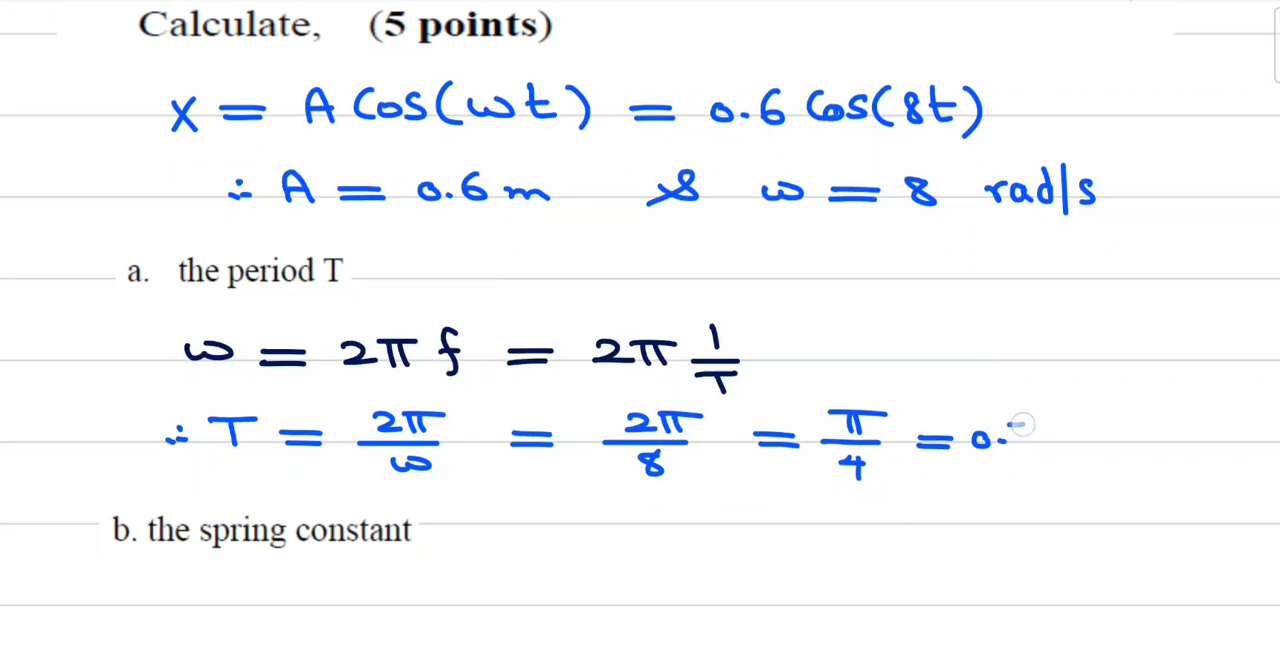 Calculate, (5 points)
x = A Cos(ωt) = 0.6 Cos(8t)
∴ A = 0.6 m & ω = 8 rad/s
a. the period T
ω = 2π f = 2π 1/T
∴ T = 2π/ω = 2π/8 = π/4 = 0.
b. the spring constant